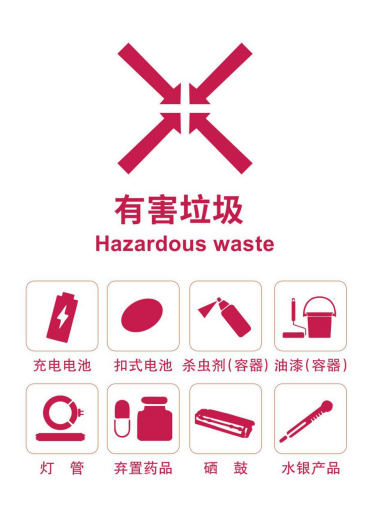 有害垃圾
Hazardous waste
充电电池 扣式电池 杀虫剂(容器) 油漆(容器)
灯 管 弃置药品 硒 鼓 水银产品